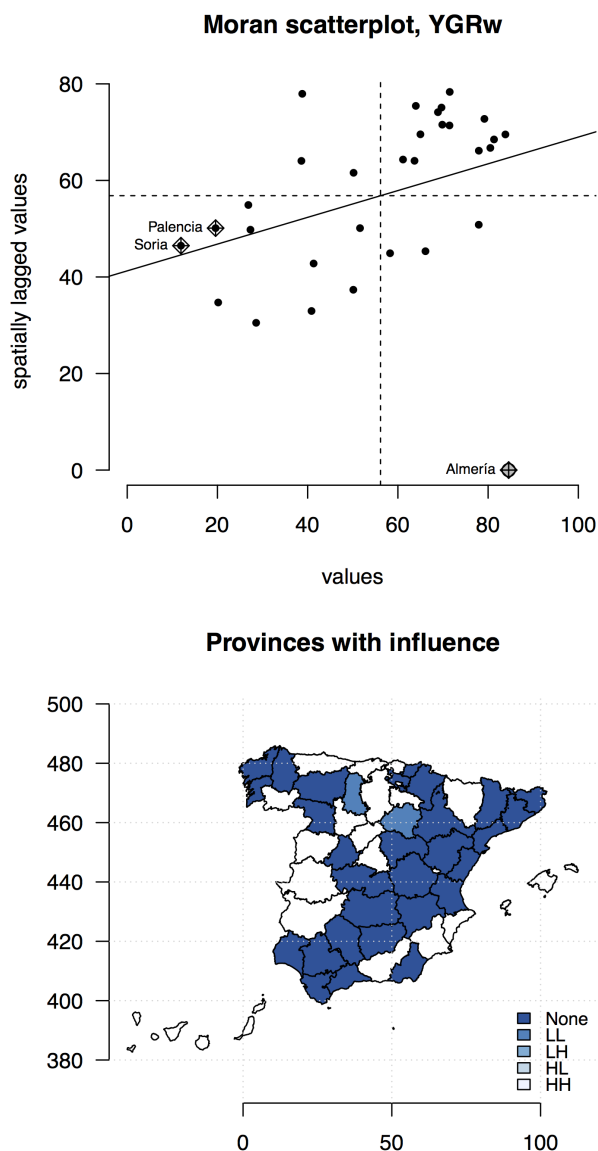 Moran scatterplot, YGRw
spatially lagged values
80
60
40
20
0
Palencia
Soria
Almería
0 20 40 60 80 100
values
Provinces with influence
500
480
460
440
420
400
380
None
LL
LH
HL
HH
0 50 100